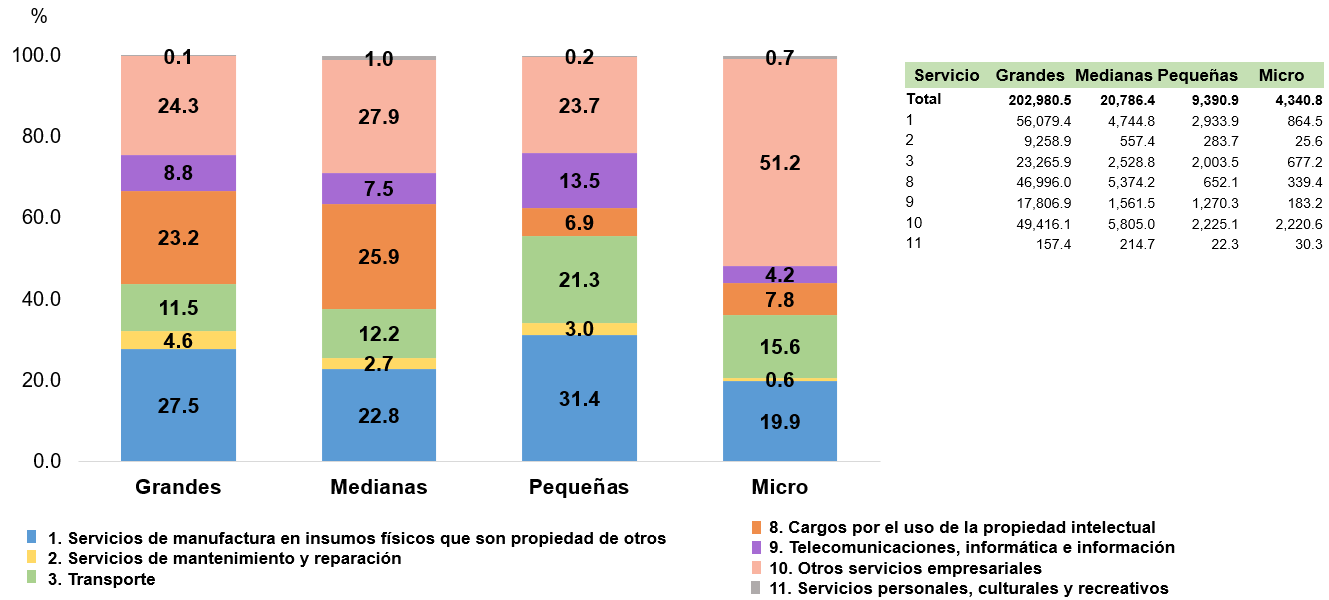 %
100.0
80.0
60.0
40.0
20.0
0.0
0.1
24.3
8.8
23.2
11.5
4.6
27.5
1.0
27.9
7.5
25.9
12.2
2.7
22.8
0.2
23.7
13.5
6.9
21.3
3.0
31.4
0.7
51.2
4.2
7.8
15.6
0.6
19.9
Grandes Medianas Pequeñas Micro
Servicio Grandes Medianas Pequeñas Micro
Total 202,980.5 20,786.4 9,390.9 4,340.8
1 56,079.4 4,744.8 2,933.9 864.5
2 9,258.9 557.4 283.7 25.6
3 23,265.9 2,528.8 2,003.5 677.2
8 46,996.0 5,374.2 652.1 339.4
9 17,806.9 1,561.5 1,270.3 183.2
10 49,416.1 5,805.0 2,225.1 2,220.6
11 157.4 214.7 22.3 30.3
1. Servicios de manufactura en insumos físicos que son propiedad de otros
2. Servicios de mantenimiento y reparación
3. Transporte
8. Cargos por el uso de la propiedad intelectual
9. Telecomunicaciones, informática e información
10. Otros servicios empresariales
11. Servicios personales, culturales y recreativos